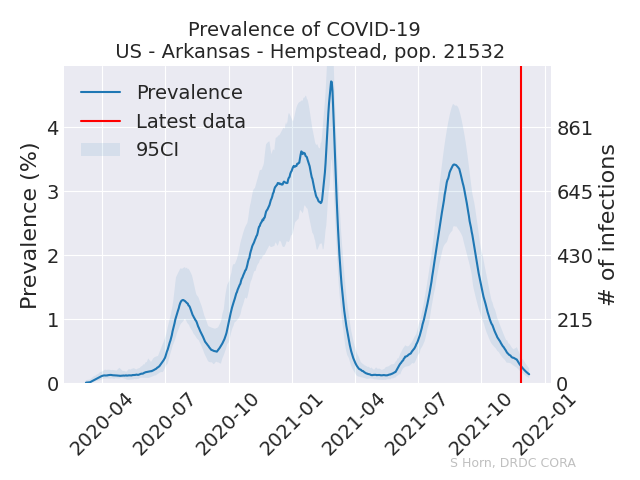 Prevalence of COVID-19
US - Arkansas - Hempstead, pop. 21532
Prevalence
Latest data
95CI
Prevalence (%)
4
3
2
1
0
861
645
430
215
0
# of infections
2020-04
2020-07
2020-10
2021-01
2021-04
2021-07
2021-10
2022-01
S Horn, DRDC CORA